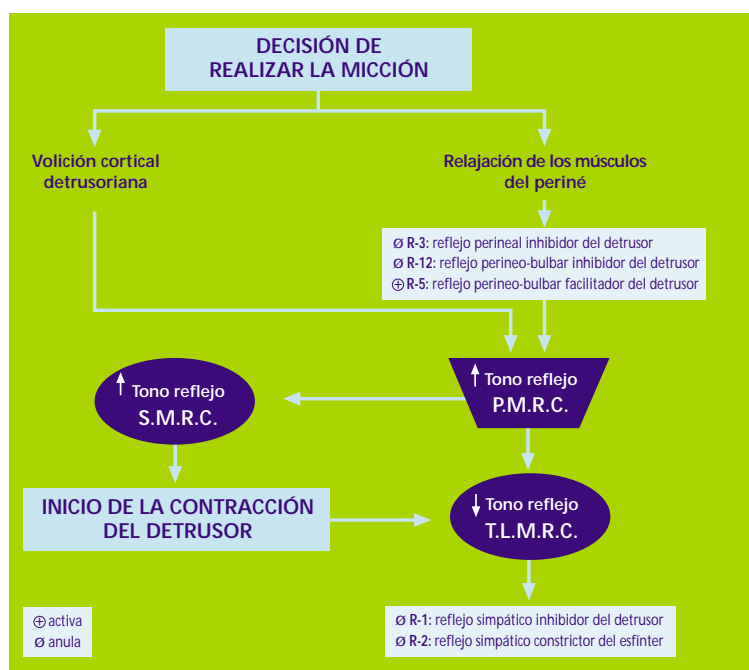 DECISIÓN DE
REALIZAR LA MICCIÓN
Volición cortical
detrusoriana
Relajación de los músculos
del periné
Ø R-3: reflejo perineal inhibidor del detrusor
Ø R-12: reflejo perineo-bulbar inhibidor del detrusor
⊕ R-5: reflejo perineo-bulbar facilitador del detrusor
↑ Tono reflejo
S.M.R.C.
↑ Tono reflejo
P.M.R.C.
INICIO DE LA CONTRACCIÓN
DEL DETRUSOR
↓ Tono reflejo
T.L.M.R.C.
⊕ activa
Ø anula
Ø R-1: reflejo simpático inhibidor del detrusor
Ø R-2: reflejo simpático constrictor del esfínter